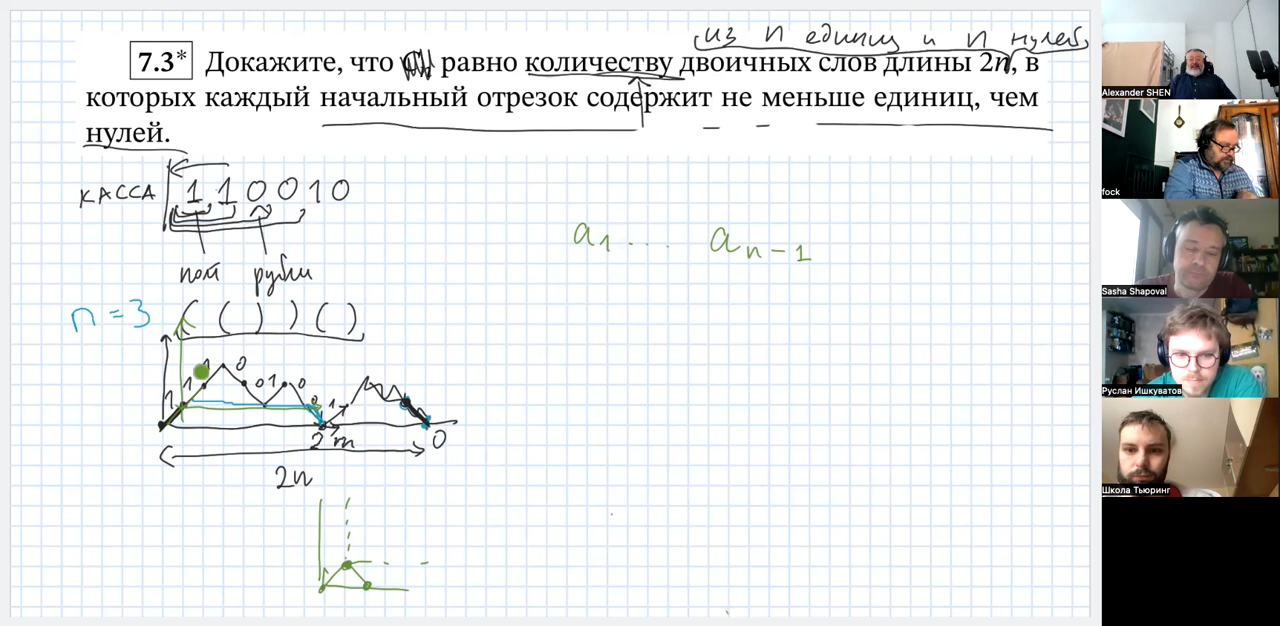 из n единиц и n нулей,
7.3* Докажите, что равно количеству двоичных слов длины 2n, в
которых каждый начальный отрезок содержит не меньше единиц, чем
нулей.
КАССА 1 1 0 0 1 0
a₁ ... aₙ₋₁
рубли
n = 3 ( ( ) ) ( )
1 1 1 0 0 1 0 0 1
2m 0
2n
Alexander SHEN
fock
Sasha Shapoval
Руслан Ишкуватов
Школа Тьюринг